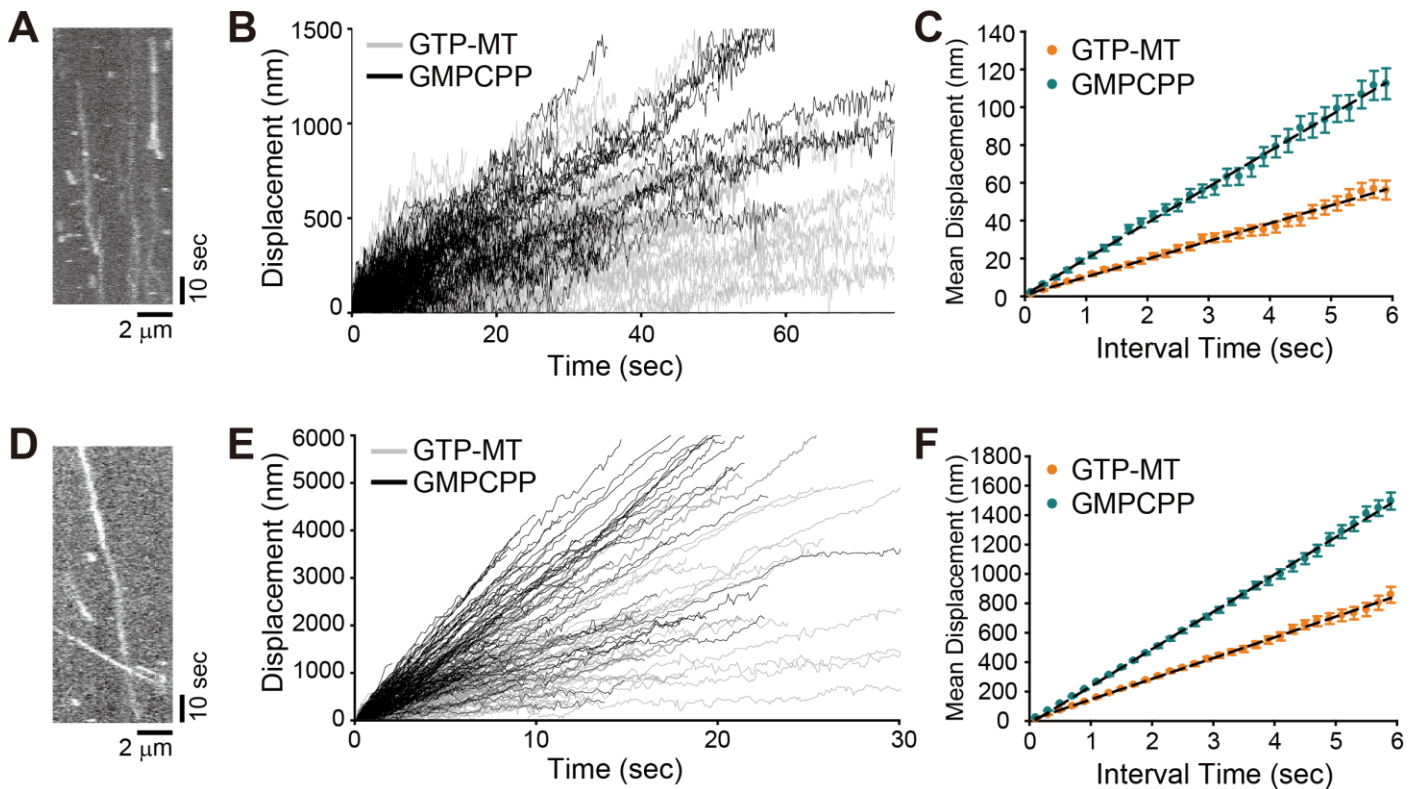 A
10 sec
2 μm
B
GTP-MT
GMPCPP
Displacement (nm)
1500
1000
500
0
0 20 40 60
Time (sec)
C
GTP-MT
GMPCPP
Mean Displacement (nm)
140
120
100
80
60
40
20
0
0 1 2 3 4 5 6
Interval Time (sec)
D
10 sec
2 μm
E
GTP-MT
GMPCPP
Displacement (nm)
6000
5000
4000
3000
2000
1000
0
0 10 20 30
Time (sec)
F
GTP-MT
GMPCPP
Mean Displacement (nm)
1800
1600
1400
1200
1000
800
600
400
200
0
0 1 2 3 4 5 6
Interval Time (sec)